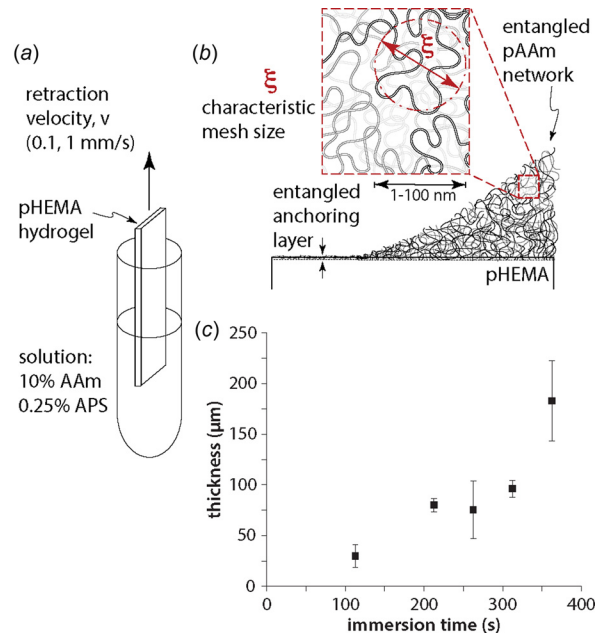 (a)
retraction
velocity, v
(0.1, 1 mm/s)
pHEMA
hydrogel
solution:
10% AAm
0.25% APS
(b)
ξ
characteristic
mesh size
ξ
entangled
pAAm
network
1-100 nm
entangled
anchoring
layer
pHEMA
(c)
thickness (μm)
250
200
150
100
50
0
0
100
200
300
400
immersion time (s)